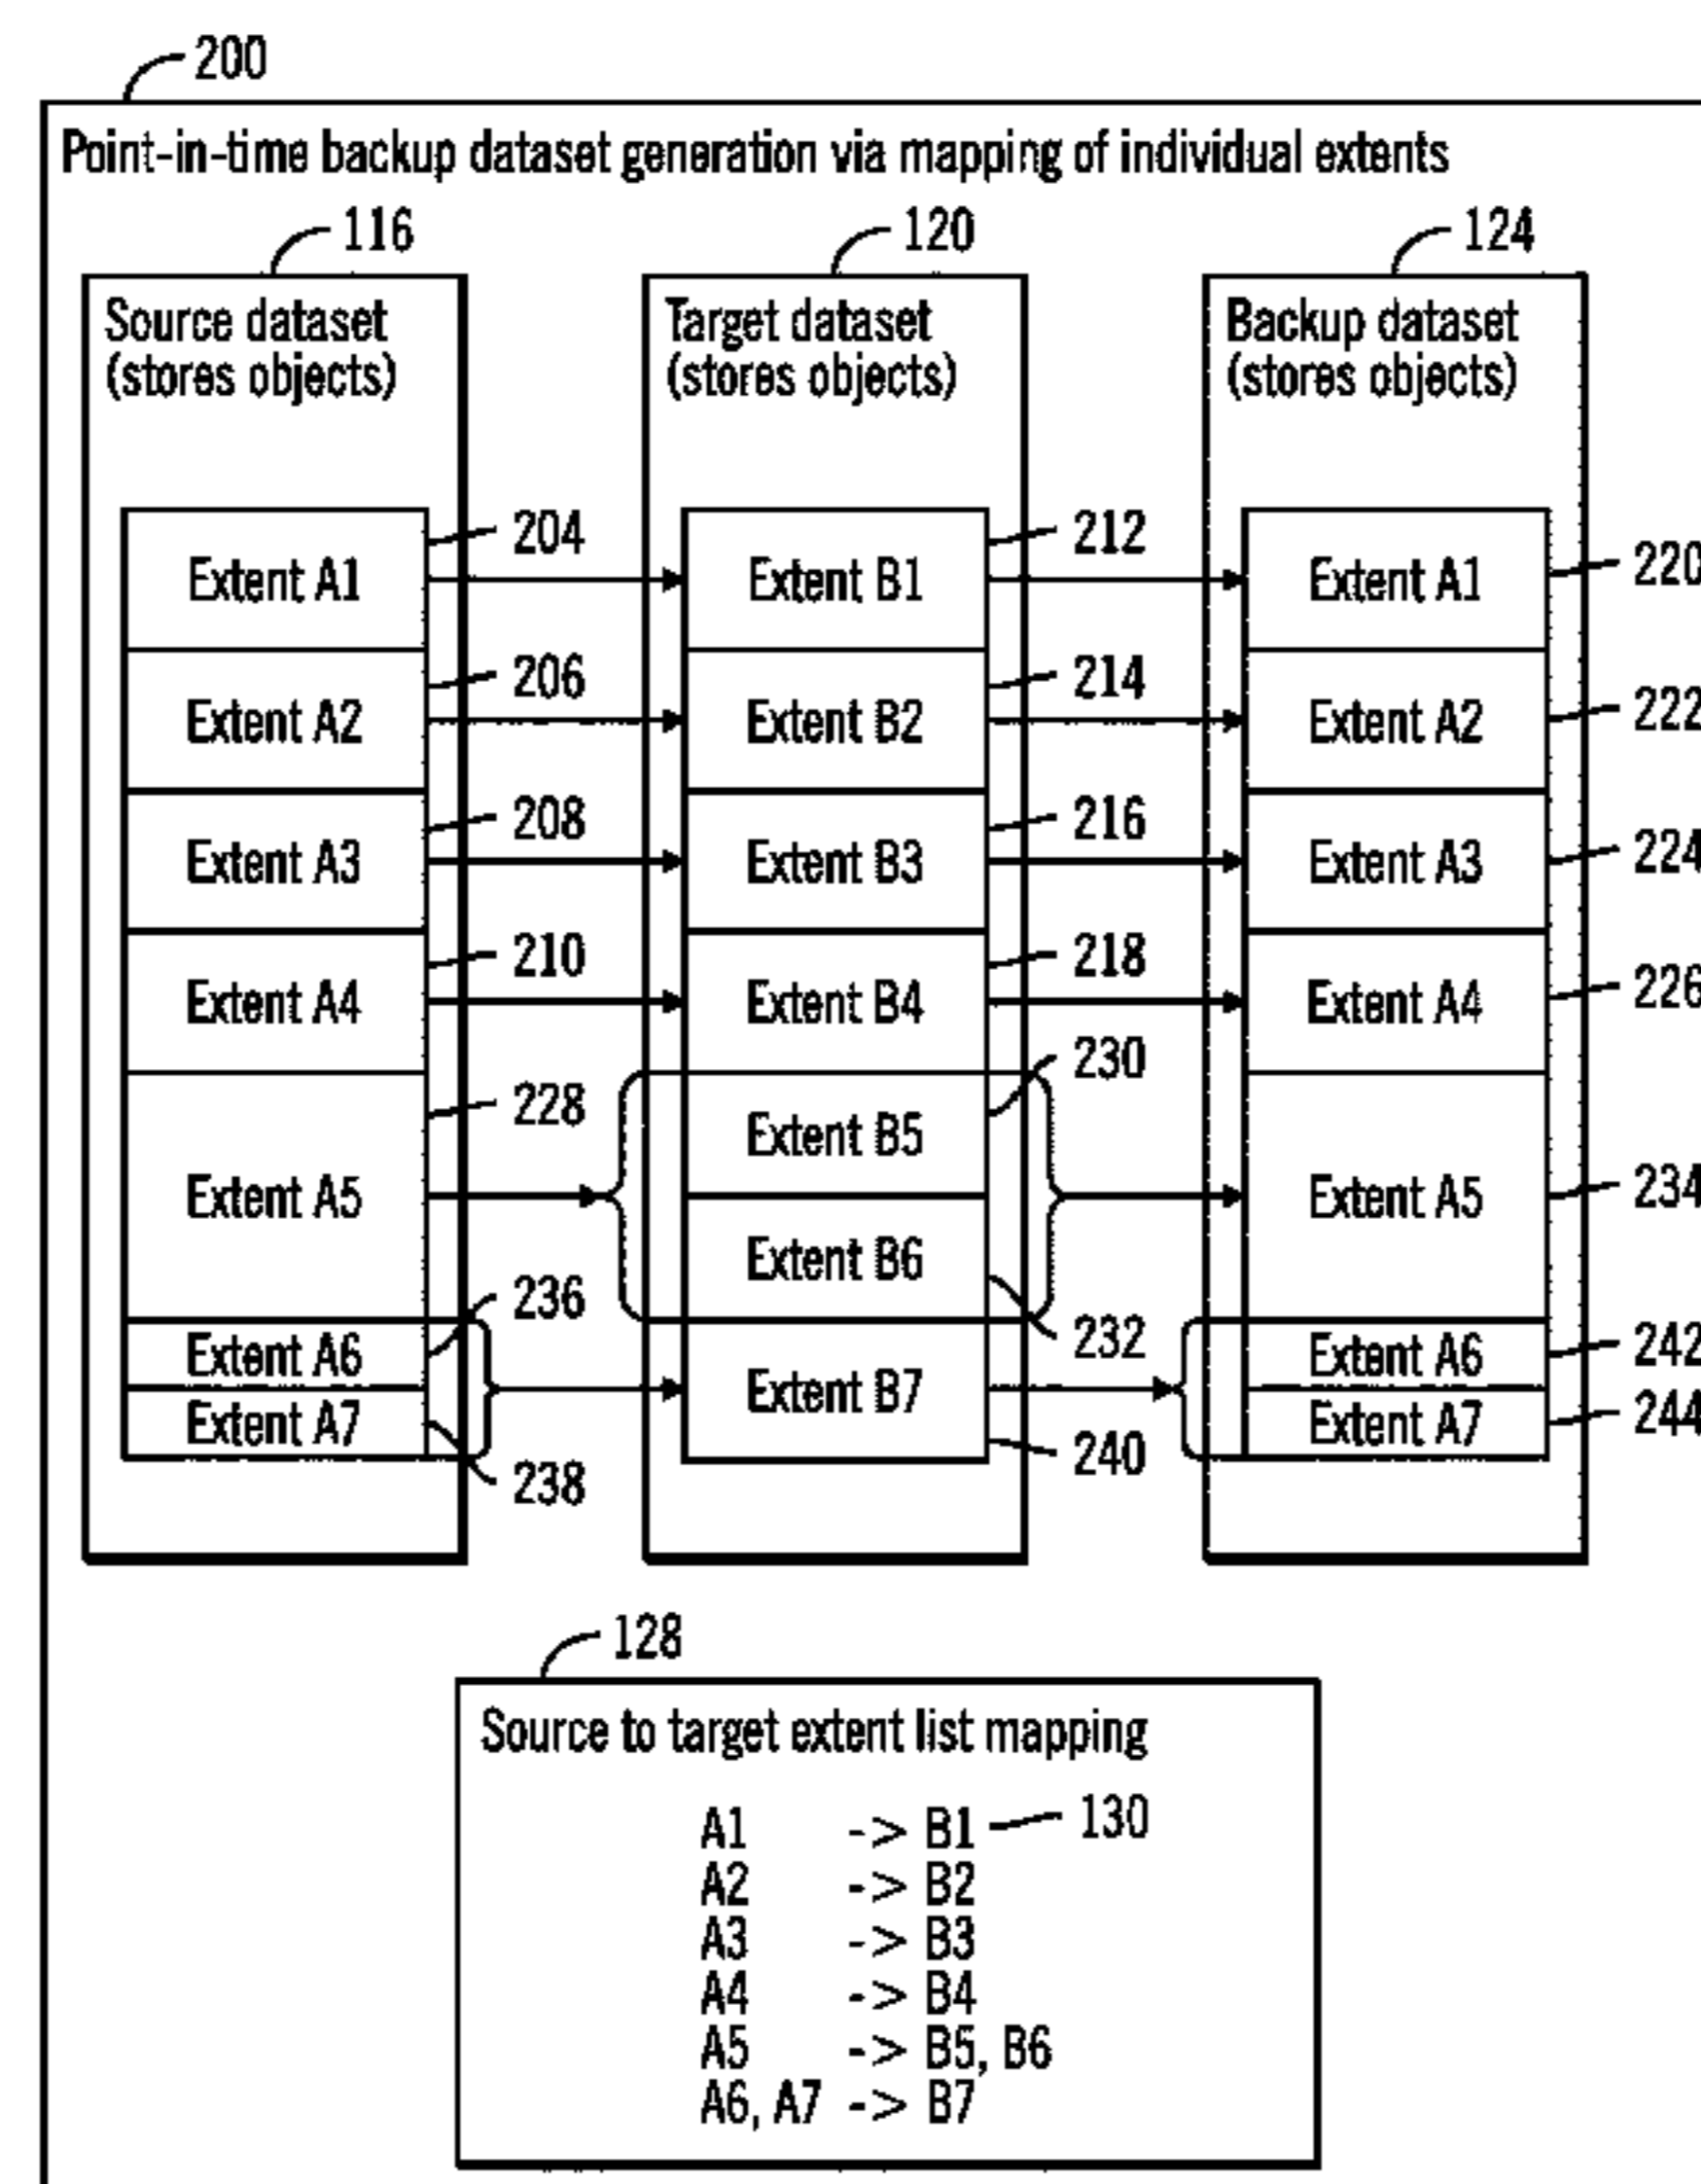 200
Point-in-time backup dataset generation via mapping of individual extents
116
120
124
Source dataset
(stores objects)
Target dataset
(stores objects)
Backup dataset
(stores objects)
Extent A1
204
Extent B1
212
Extent A1
220
Extent A2
206
Extent B2
214
Extent A2
222
Extent A3
208
Extent B3
216
Extent A3
224
Extent A4
210
Extent B4
218
Extent A4
226
Extent A5
228
Extent B5
230
Extent B6
232
Extent A5
234
Extent A6
236
Extent A7
238
Extent B7
240
Extent A6
242
Extent A7
244
128
Source to target extent list mapping
A1 -> B1 130
A2 -> B2
A3 -> B3
A4 -> B4
A5 -> B5, B6
A6, A7 -> B7